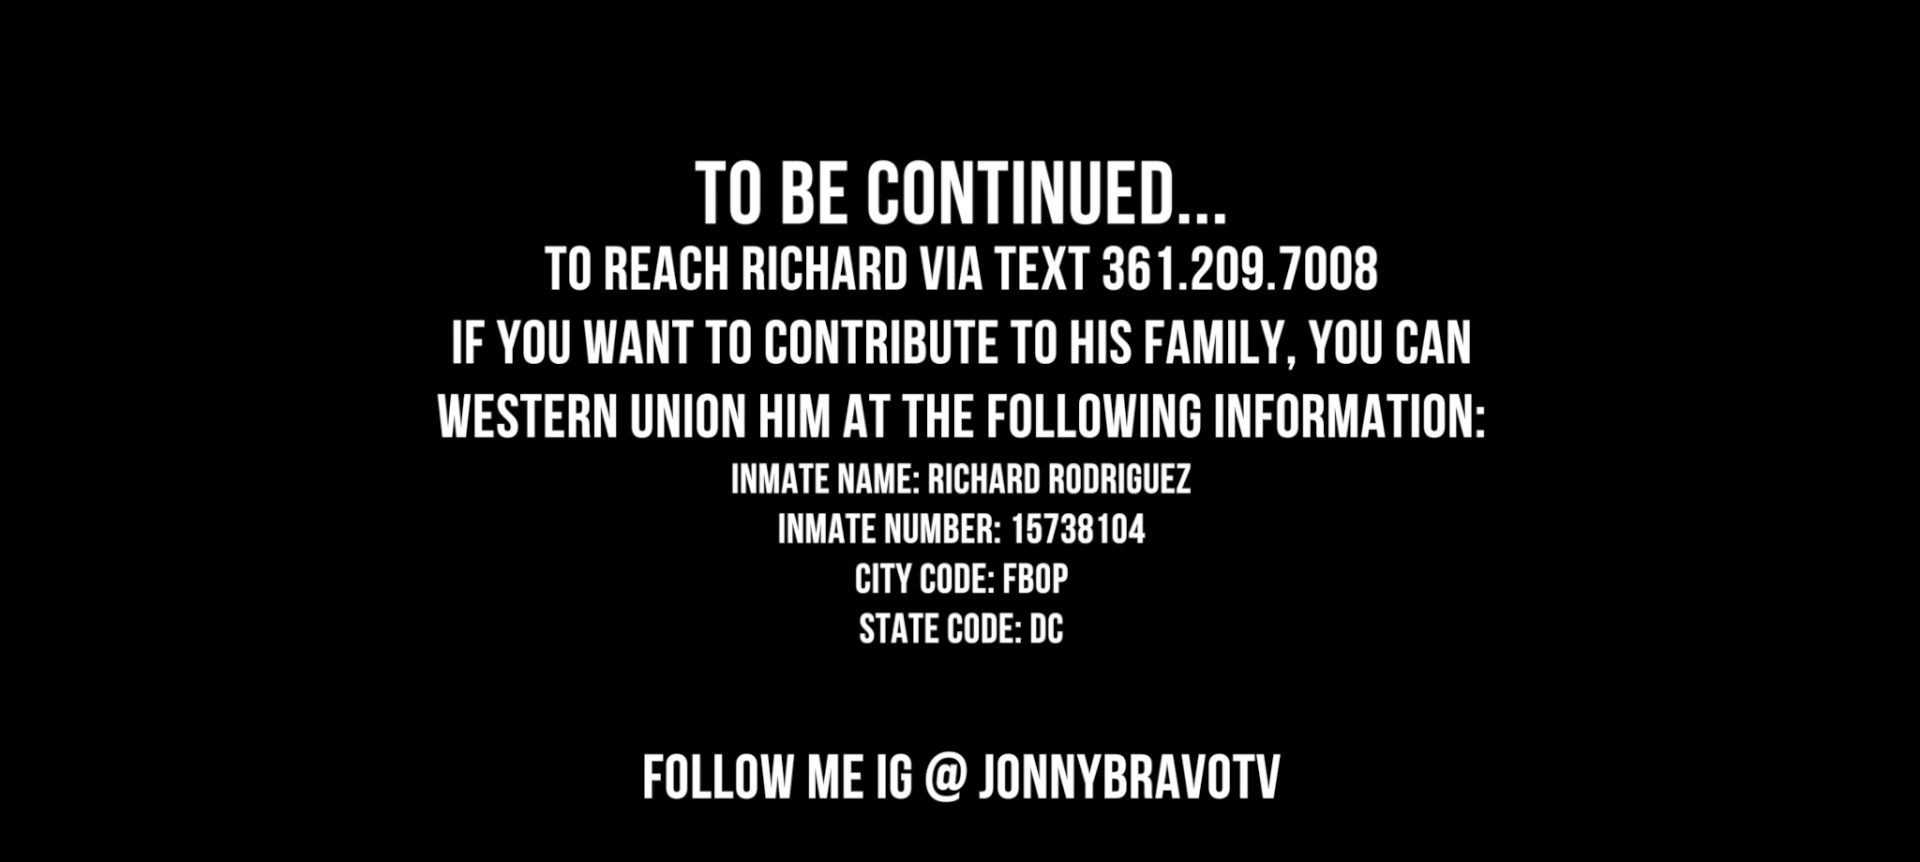 TO BE CONTINUED...
TO REACH RICHARD VIA TEXT 361.209.7008
IF YOU WANT TO CONTRIBUTE TO HIS FAMILY, YOU CAN
WESTERN UNION HIM AT THE FOLLOWING INFORMATION:
INMATE NAME: RICHARD RODRIGUEZ
INMATE NUMBER: 15738104
CITY CODE: FBOP
STATE CODE: DC
FOLLOW ME IG @ JONNYBRAVOTV